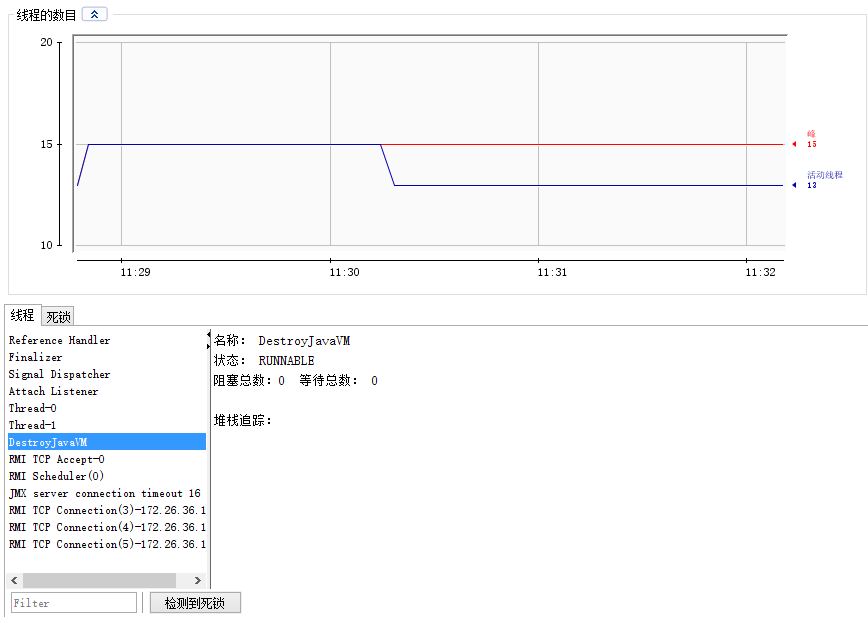 线程的数目
20
15
10
峰
15
活动线程
13
11:29 11:30 11:31 11:32
线程 死锁
Reference Handler
Finalizer
Signal Dispatcher
Attach Listener
Thread-0
Thread-1
DestroyJavaVM
RMI TCP Accept-0
RMI Scheduler(0)
JMX server connection timeout 16
RMI TCP Connection(3)-172.26.36.1
RMI TCP Connection(4)-172.26.36.1
RMI TCP Connection(5)-172.26.36.1
名称: DestroyJavaVM
状态: RUNNABLE
阻塞总数: 0 等待总数: 0
堆栈追踪:
Filter 检测到死锁